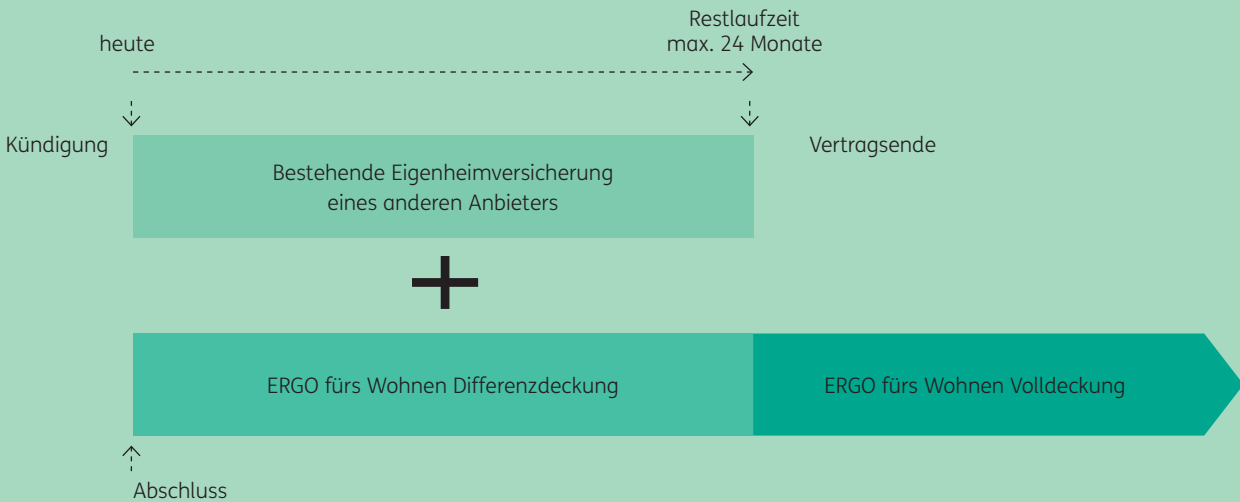 heute
Restlaufzeit
max. 24 Monate
Kündigung
Vertragsende
Bestehende Eigenheimversicherung
eines anderen Anbieters
+
ERGO fürs Wohnen Differenzdeckung
ERGO fürs Wohnen Volldeckung
Abschluss